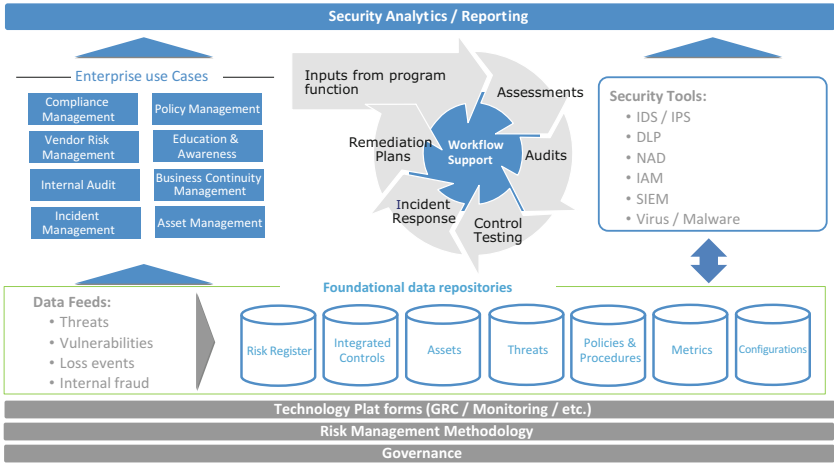 Security Analytics / Reporting
Enterprise use Cases
Compliance
Management
Policy Management
Vendor Risk
Management
Education &
Awareness
Internal Audit
Business Continuity
Management
Incident
Management
Asset Management
Inputs from program
function
Assessments
Audits
Control
Testing
Incident
Response
Remediation
Plans
Workflow
Support
Security Tools:
• IDS / IPS
• DLP
• NAD
• IAM
• SIEM
• Virus / Malware
Foundational data repositories
Data Feeds:
• Threats
• Vulnerabilities
• Loss events
• Internal fraud
Risk Register
Integrated
Controls
Assets
Threats
Policies &
Procedures
Metrics
Configurations
Technology Plat forms (GRC / Monitoring / etc.)
Risk Management Methodology
Governance